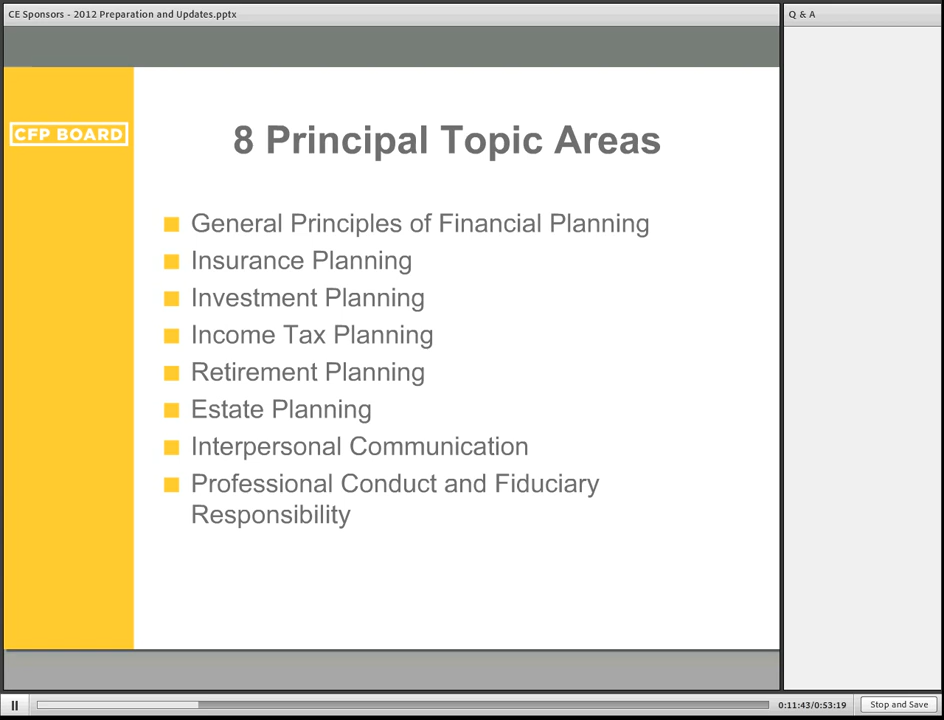 CE Sponsors - 2012 Preparation and Updates.pptx
Q & A
CFP BOARD
8 Principal Topic Areas
General Principles of Financial Planning
Insurance Planning
Investment Planning
Income Tax Planning
Retirement Planning
Estate Planning
Interpersonal Communication
Professional Conduct and Fiduciary
Responsibility
0:11:43/0:53:19
Stop and Save